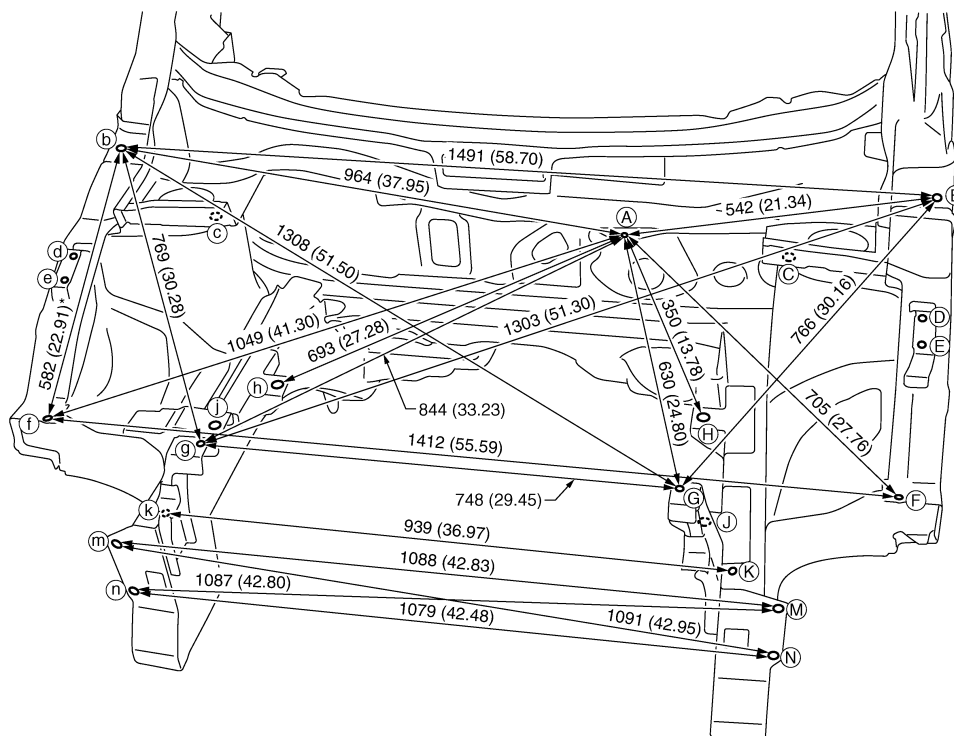 b
1491 (58.70)
964 (37.95)
B
A
542 (21.34)
c
1308 (51.50)
769 (30.28)
d
e
C
766 (30.16)
1303 (51.30)
350 (13.78)
D
E
1049 (41.30)
693 (27.28)
582 (22.91)*
h
630 (24.80)
705 (27.76)
844 (33.23)
j
f
H
g
1412 (55.59)
748 (29.45)
G
F
k
J
939 (36.97)
m
1088 (42.83)
K
n
1087 (42.80)
1079 (42.48)
1091 (42.95)
M
N